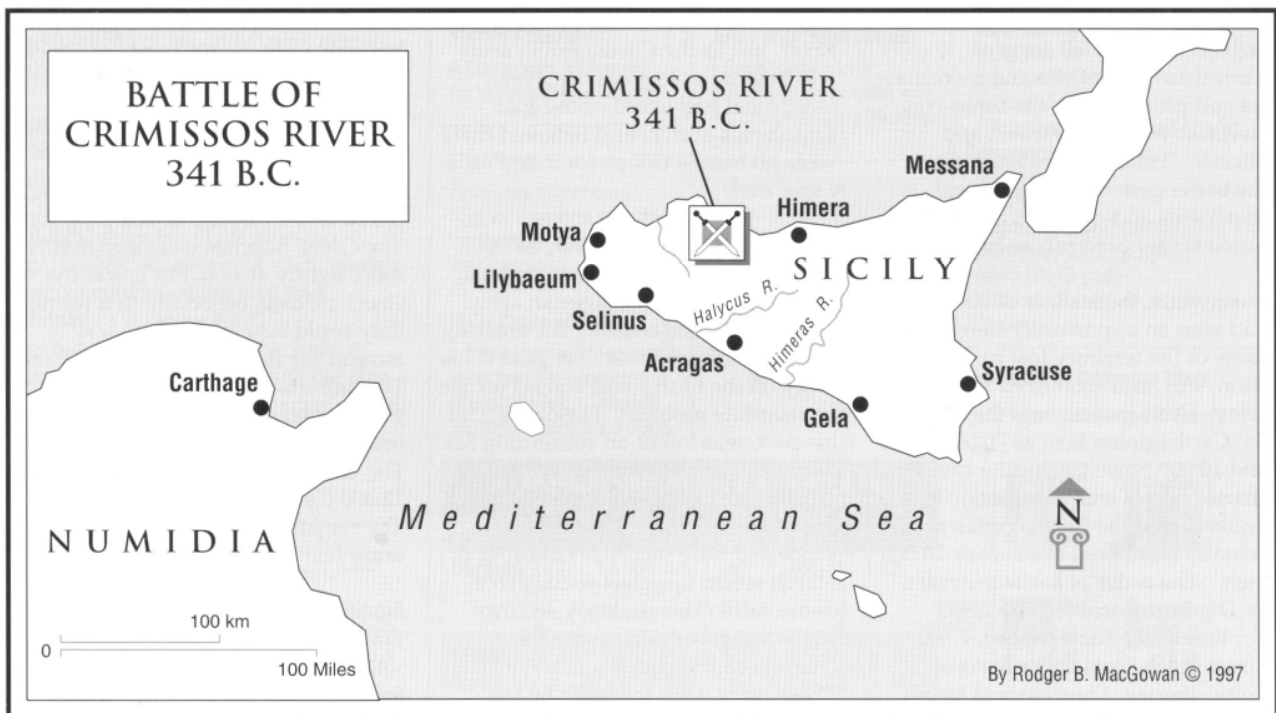 BATTLE OF
CRIMISSOS RIVER
341 B.C.
CRIMISSOS RIVER
341 B.C.
Messana
Himera
Motya
SICILY
Lilybaeum
Halycus R.
Selinus
Himeras R.
Acragas
Syracuse
Carthage
Gela
Mediterranean Sea
N
NUMIDIA
100 km
0
100 Miles
By Rodger B. MacGowan © 1997